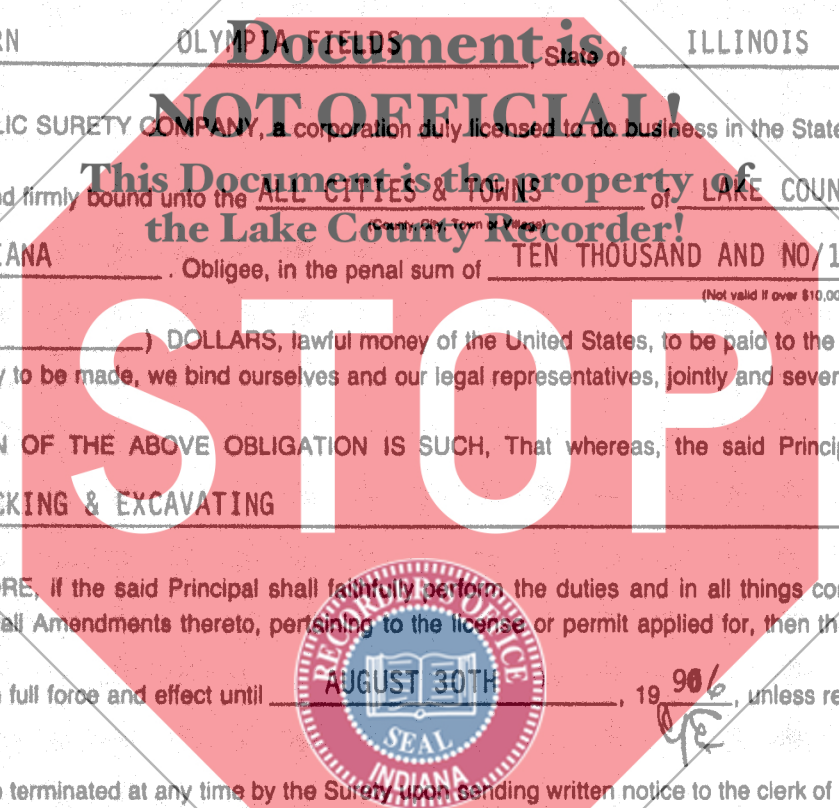 RN OLYMPIA FIELDS , State of ILLINOIS
Document is
NOT OFFICIAL!
LIC SURETY COMPANY, a corporation duly licensed to do business in the State
This Document is the property of
nd firmly bound unto the ALL CITIES & TOWNS of LAKE COUN
(County, City, Town or Village)
the Lake County Recorder!
IANA . Obligee, in the penal sum of TEN THOUSAND AND NO/1
(Not valid if over $10,00
) DOLLARS, lawful money of the United States, to be paid to the
y to be made, we bind ourselves and our legal representatives, jointly and sever
STOP
N OF THE ABOVE OBLIGATION IS SUCH, That whereas, the said Princip
CKING & EXCAVATING
RE, if the said Principal shall faithfully perform the duties and in all things co
all Amendments thereto, pertaining to the license or permit applied for, then th
RECORDER OFFICE
full force and effect until AUGUST 30TH , 19 96 , unless re
SEAL
INDIANA
terminated at any time by the Surety upon sending written notice to the clerk of